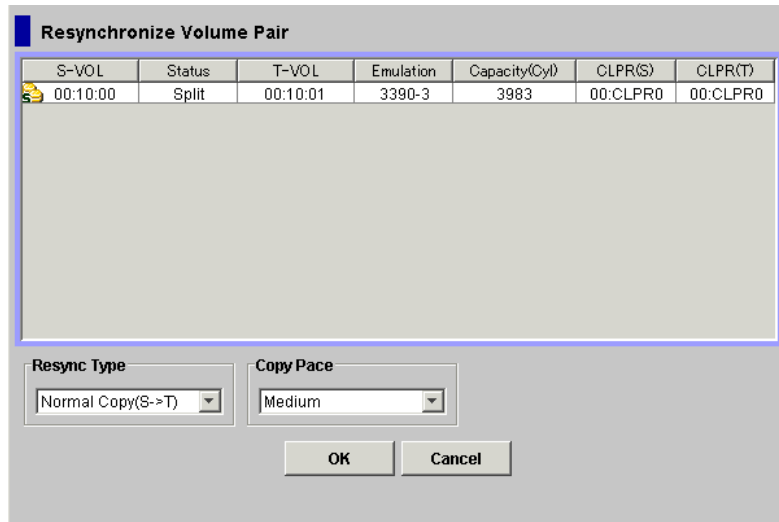 Resynchronize Volume Pair
S-VOL Status T-VOL Emulation Capacity(Cyl) CLPR(S) CLPR(T)
S 00:10:00 Split 00:10:01 3390-3 3983 00:CLPR0 00:CLPR0
Resync Type Copy Pace
Normal Copy(S->T) Medium
OK Cancel